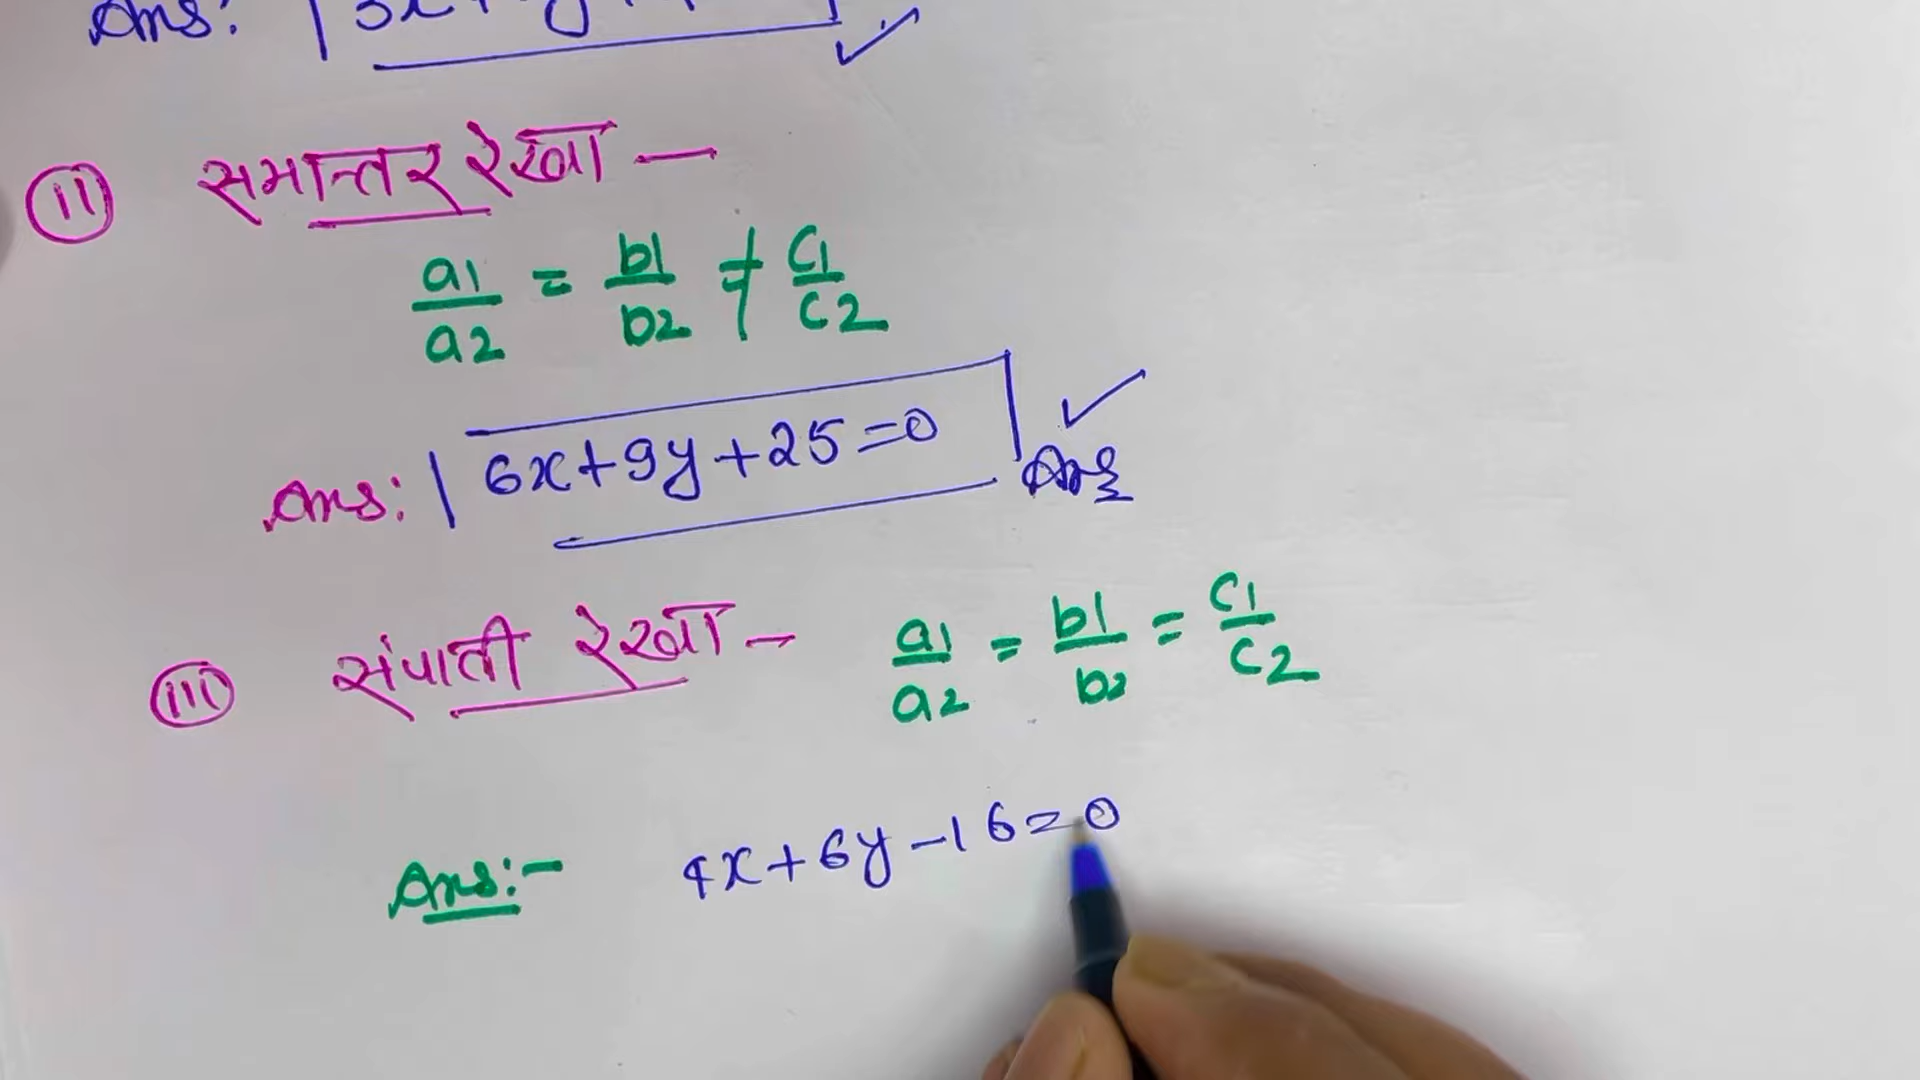 Ans:
(ii) समान्तर रेखा —
a1/a2 = b1/b2 ≠ c1/c2
Ans: 6x+9y+25=0 Ans
(iii) संपाती रेखा — a1/a2 = b1/b2 = c1/c2
Ans:- 4x+6y-16=0